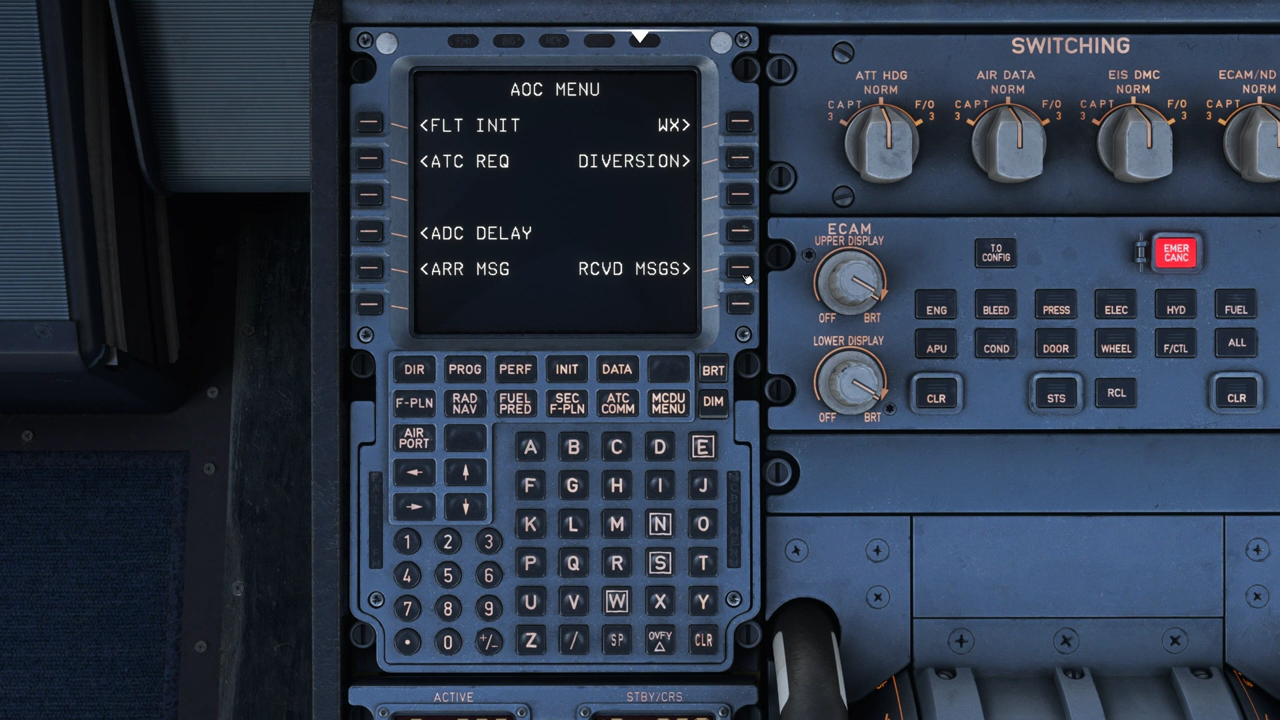 AOC MENU
<FLT INIT WX>
<ATC REQ DIVERSION>
<ADC DELAY
<ARR MSG RCVD MSGS>
DIR PROG PERF INIT DATA BRT
F-PLN RAD NAV FUEL PRED SEC F-PLN ATC COMM MCDU MENU DIM
AIR PORT
A B C D E
F G H I J
K L M N O
1 2 3
P Q R S T
4 5 6
U V W X Y
7 8 9
Z / SP OVFY CLR
. 0 +/-
ACTIVE STBY/CRS
SWITCHING
ATT HDG AIR DATA EIS DMC ECAM/ND
NORM NORM NORM NORM
CAPT F/O CAPT F/O CAPT F/O CAPT
3 3 3 3 3 3 3
ECAM
UPPER DISPLAY
OFF BRT
T.O CONFIG
EMER CANC
ENG BLEED PRESS ELEC HYD FUEL
LOWER DISPLAY
OFF BRT
APU COND DOOR WHEEL F/CTL ALL
CLR STS RCL CLR